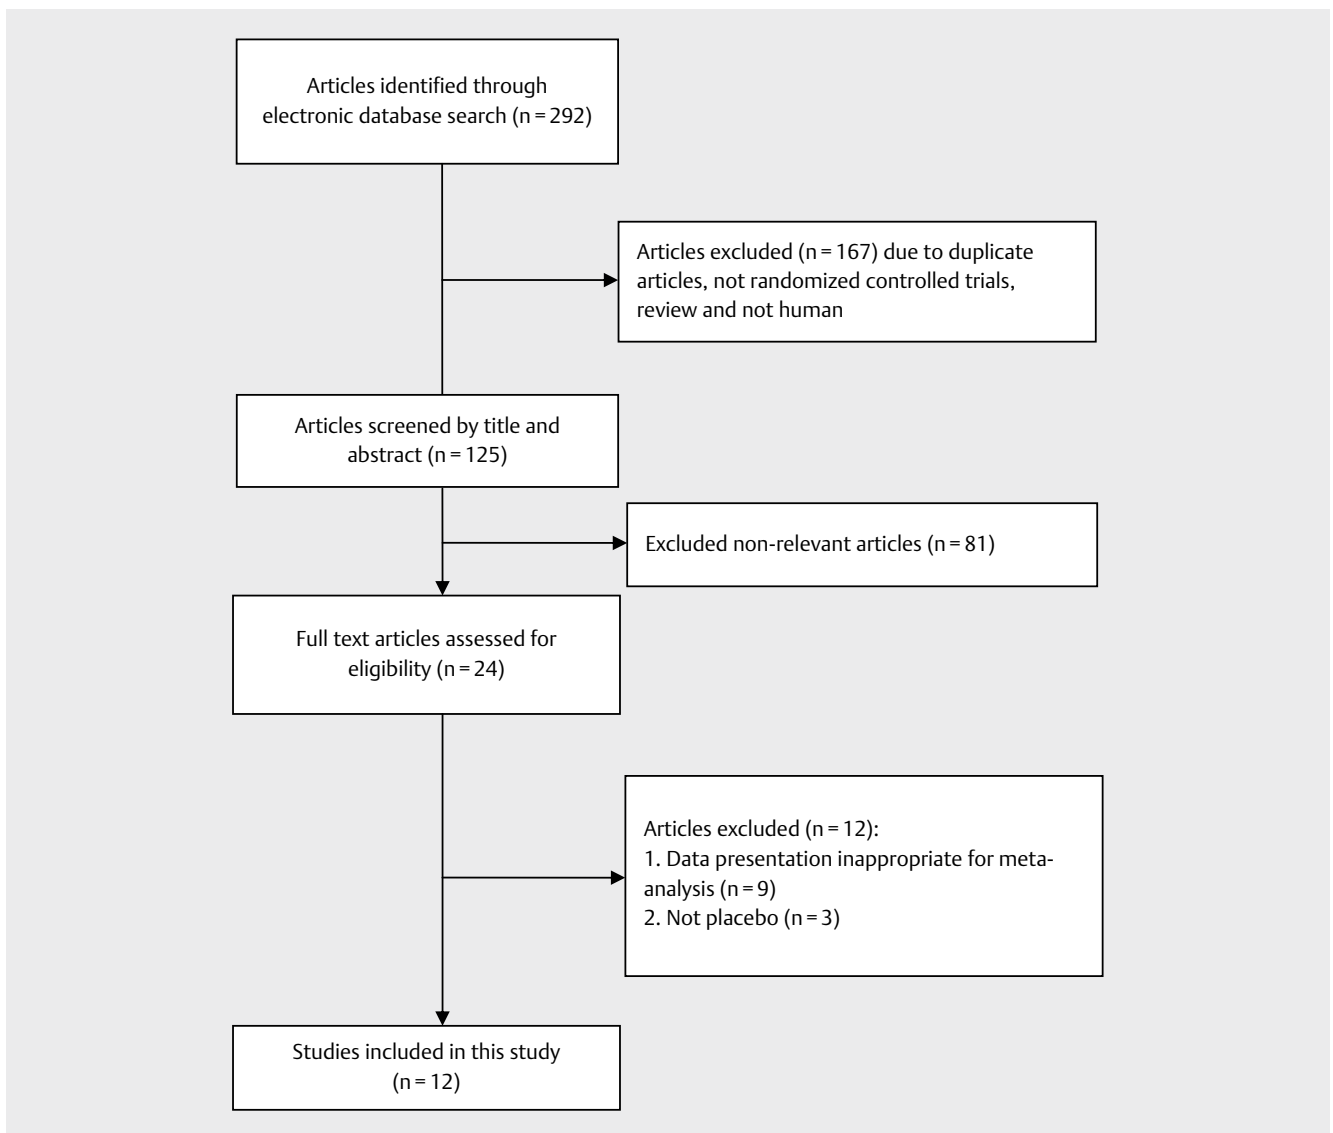 Articles identified through
electronic database search (n = 292)
Articles excluded (n = 167) due to duplicate
articles, not randomized controlled trials,
review and not human
Articles screened by title and
abstract (n = 125)
Excluded non-relevant articles (n = 81)
Full text articles assessed for
eligibility (n = 24)
Articles excluded (n = 12):
1. Data presentation inappropriate for meta-
analysis (n = 9)
2. Not placebo (n = 3)
Studies included in this study
(n = 12)